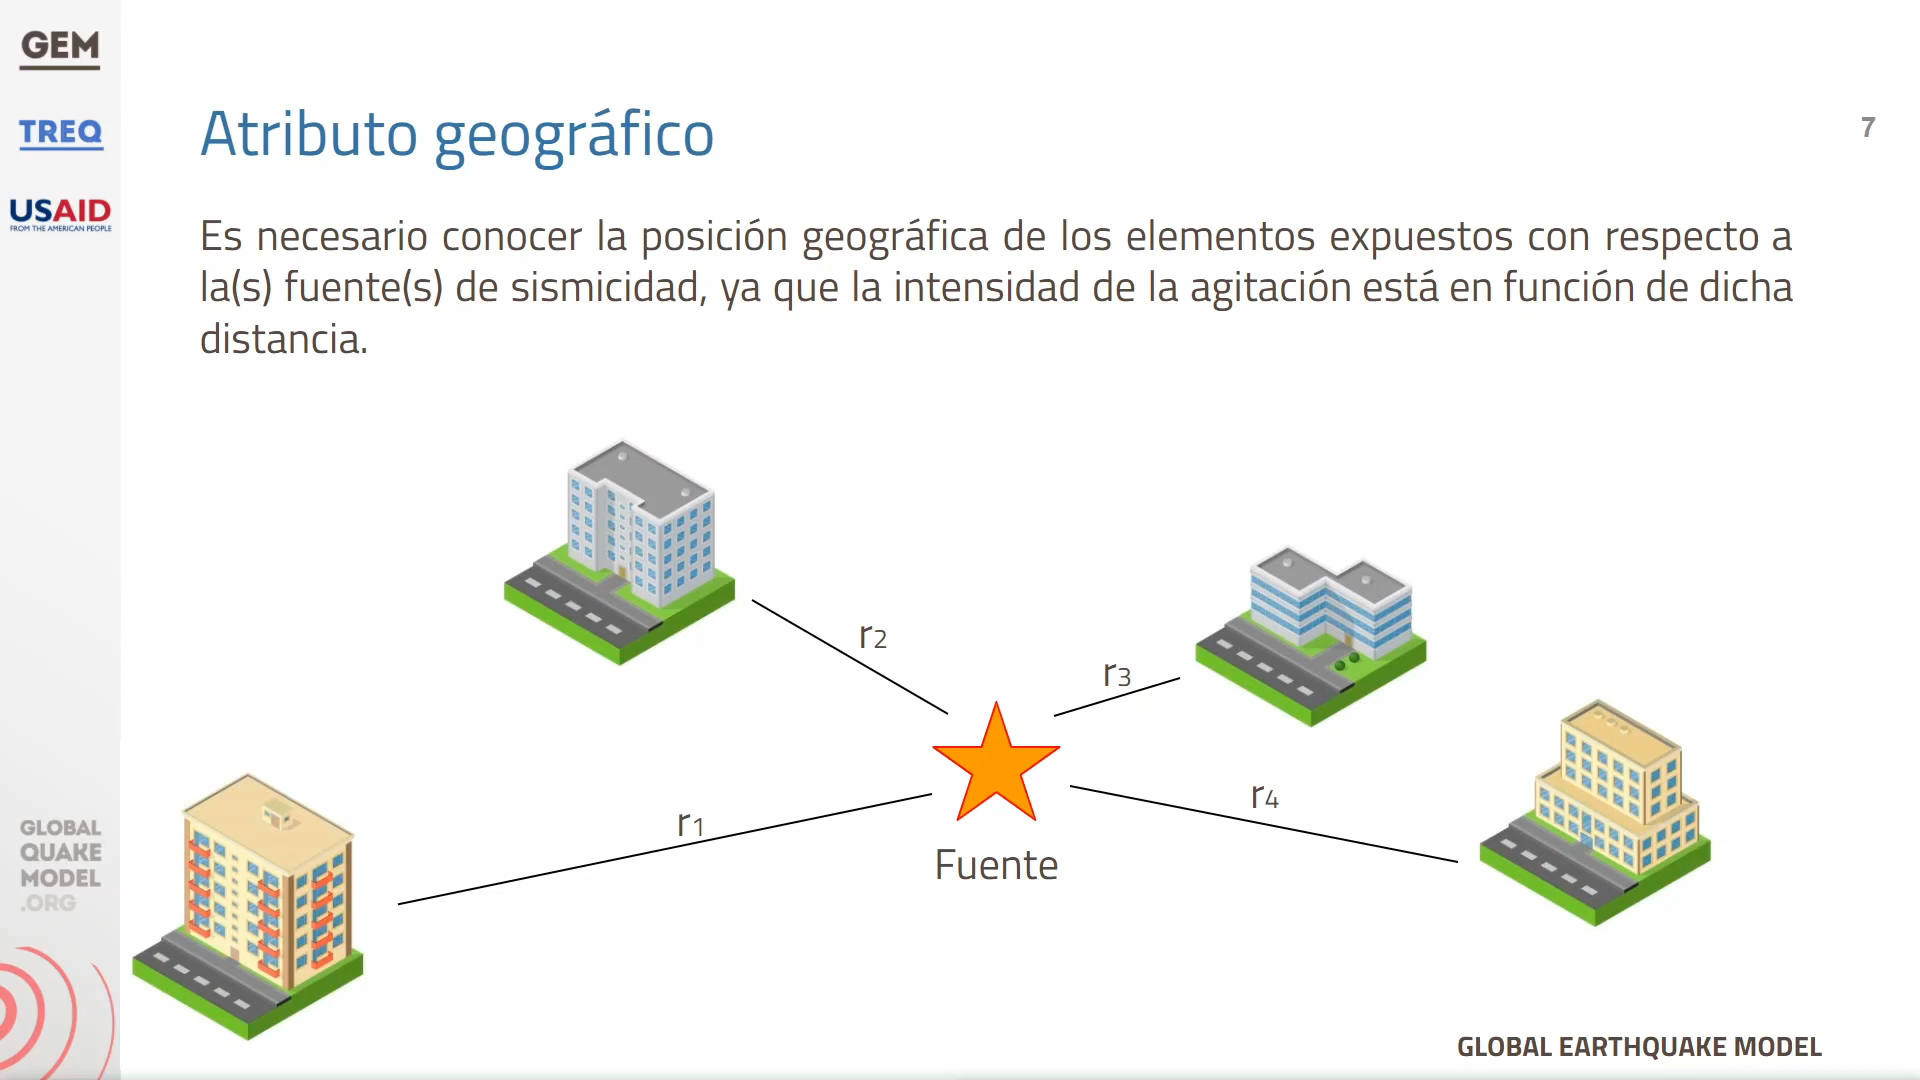 GEM
TREQ
USAID
FROM THE AMERICAN PEOPLE
Atributo geográfico
7
Es necesario conocer la posición geográfica de los elementos expuestos con respecto a
la(s) fuente(s) de sismicidad, ya que la intensidad de la agitación está en función de dicha
distancia.
r2
r3
r1
r4
Fuente
GLOBAL
QUAKE
MODEL
.ORG
GLOBAL EARTHQUAKE MODEL